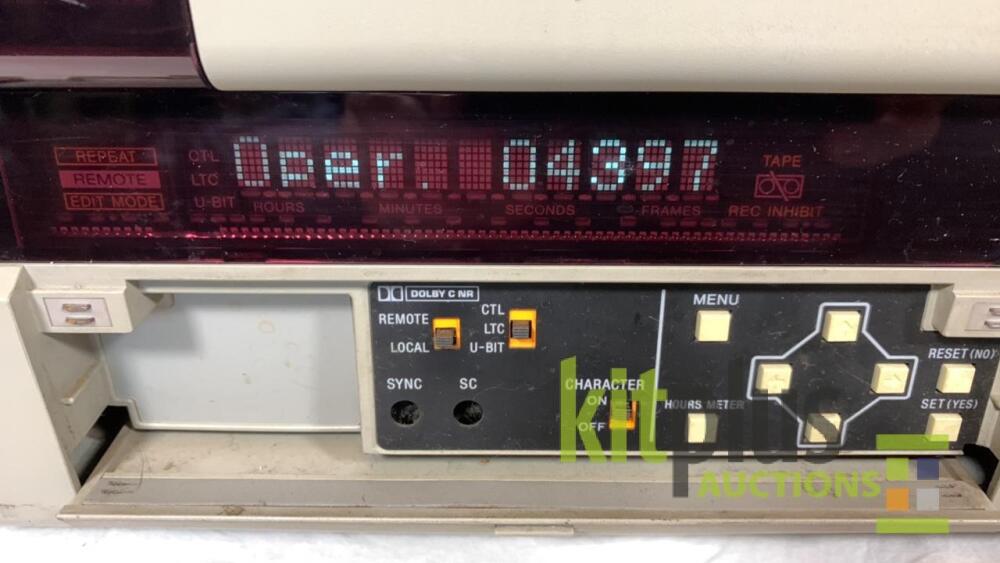 REPEAT
REMOTE
EDIT MODE
CTL
LTC
U-BIT
Oper. 04397
HOURS MINUTES SECONDS -FRAMES
TAPE
REC INHIBIT
DOLBY C NR
REMOTE
LOCAL
CTL
LTC
U-BIT
SYNC SC
CHARACTER
ON
OFF
MENU
HOURS METER
RESET (NO)
SET (YES)
kitplus
AUCTIONS